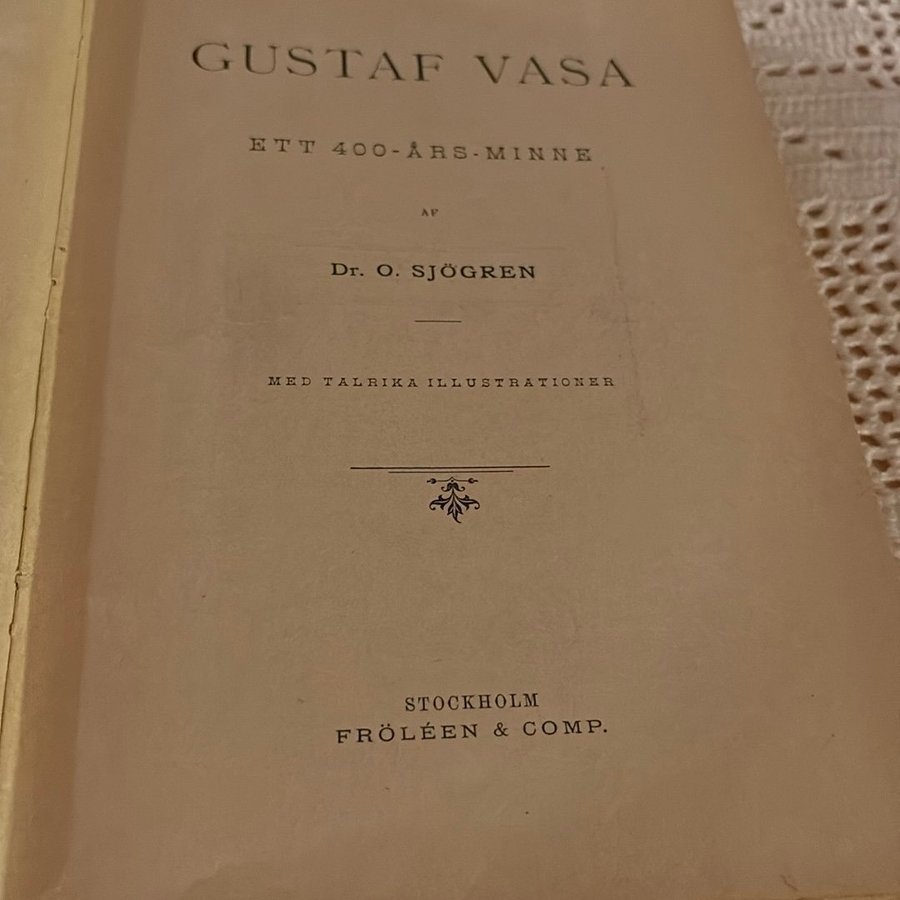 GUSTAF VASA
ETT 400-ÅRS-MINNE
AF
Dr. O. SJÖGREN
MED TALRIKA ILLUSTRATIONER
STOCKHOLM
FRÖLÉEN & COMP.